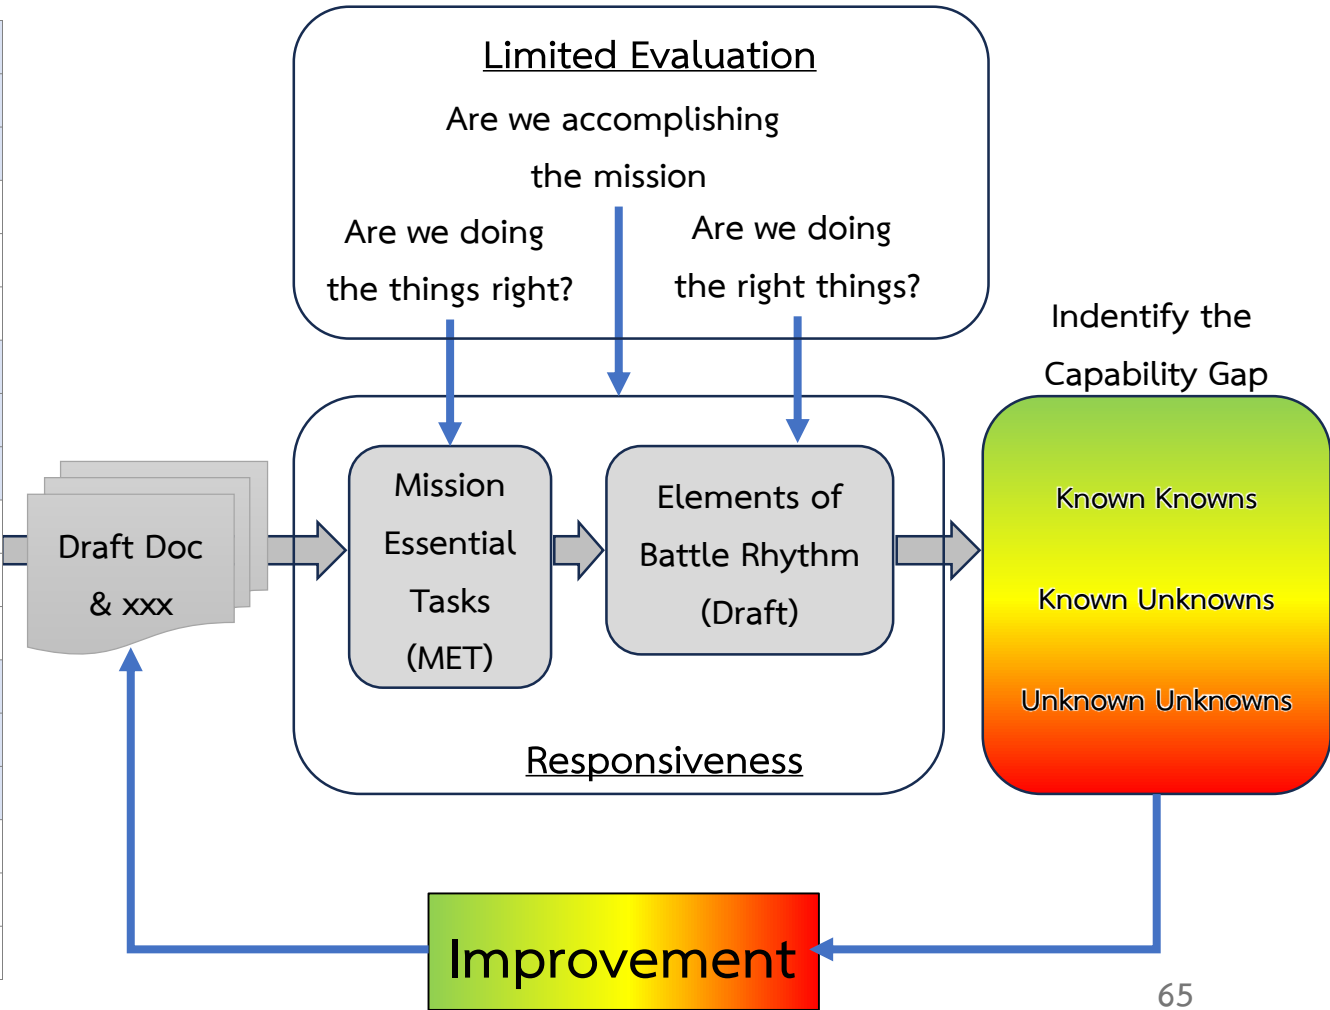 Limited Evaluation
Are we accomplishing
the mission
Are we doing
the things right?
Are we doing
the right things?
Indentify the
Capability Gap
Draft Doc
& xxx
Mission
Essential
Tasks
(MET)
Elements of
Battle Rhythm
(Draft)
Known Knowns
Known Unknowns
Unknown Unknowns
Responsiveness
Improvement
65